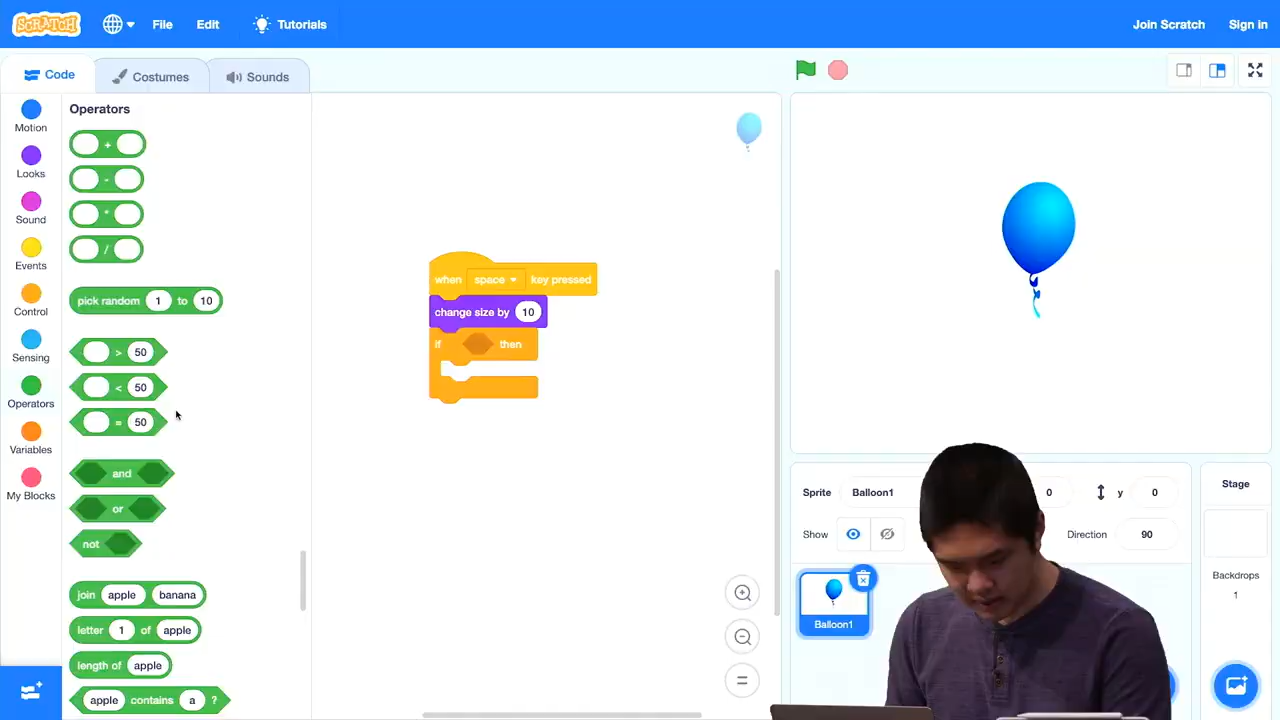 SCRATCH
File
Edit
Tutorials
Join Scratch
Sign in
Code
Costumes
Sounds
Motion
Looks
Sound
Events
Control
Sensing
Operators
Variables
My Blocks
Operators
+
-
*
/
pick random 1 to 10
> 50
< 50
= 50
and
or
not
join apple banana
letter 1 of apple
length of apple
apple contains a ?
when space key pressed
change size by 10
if then
Sprite Balloon1
0
y 0
Show
Direction 90
Balloon1
Stage
Backdrops
1